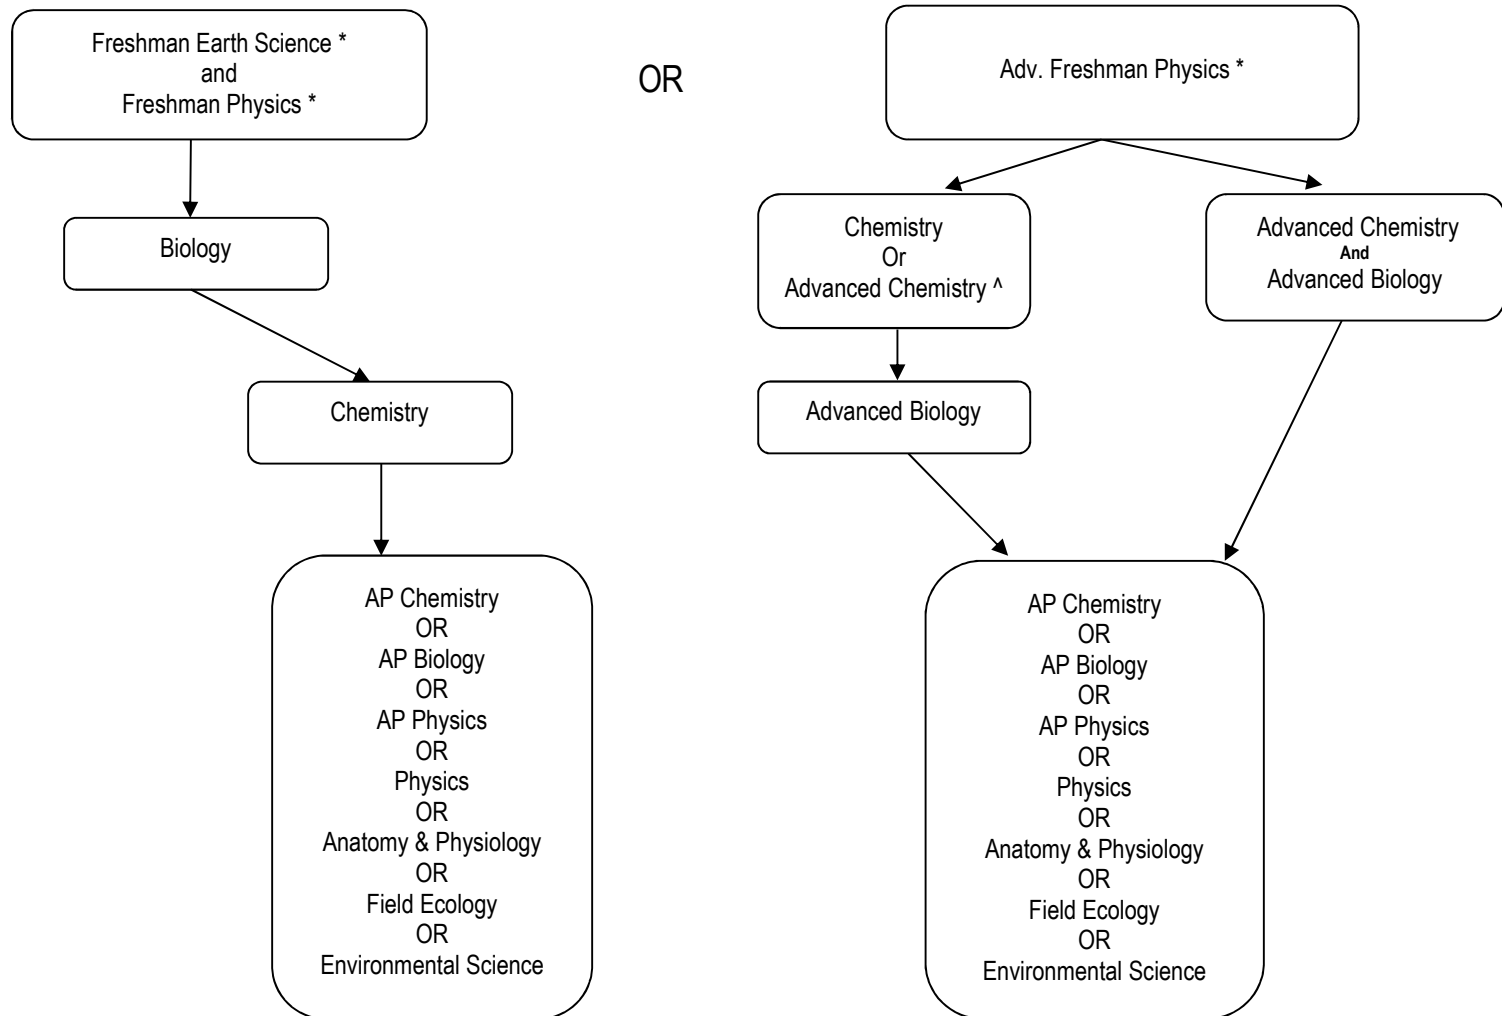 Freshman Earth Science *
and
Freshman Physics *
OR
Adv. Freshman Physics *
Biology
Chemistry
Or
Advanced Chemistry ^
Advanced Chemistry
And
Advanced Biology
Chemistry
Advanced Biology
AP Chemistry
OR
AP Biology
OR
AP Physics
OR
Physics
OR
Anatomy & Physiology
OR
Field Ecology
OR
Environmental Science
AP Chemistry
OR
AP Biology
OR
AP Physics
OR
Physics
OR
Anatomy & Physiology
OR
Field Ecology
OR
Environmental Science